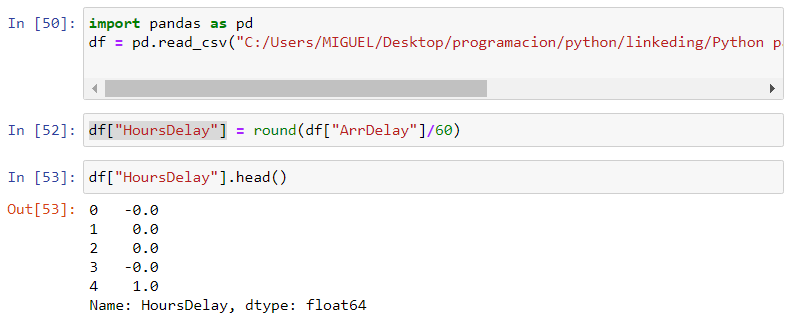 In [50]: import pandas as pd
df = pd.read_csv("C:/Users/MIGUEL/Desktop/programacion/python/linkeding/Python p
In [52]: df["HoursDelay"] = round(df["ArrDelay"]/60)
In [53]: df["HoursDelay"].head()
Out[53]: 0   -0.0
1    0.0
2    0.0
3   -0.0
4    1.0
Name: HoursDelay, dtype: float64